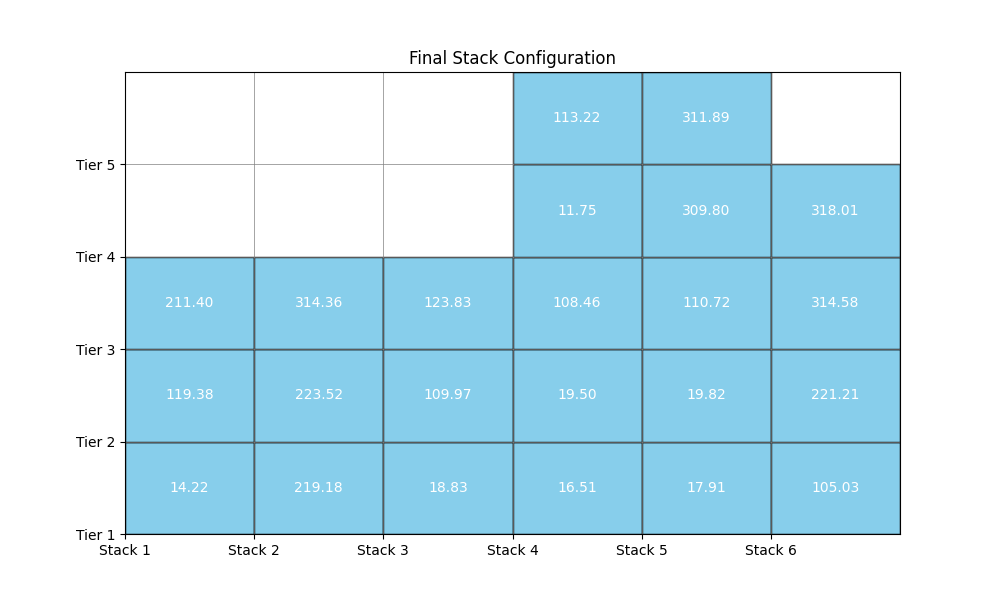 Final Stack Configuration
113.22 311.89
Tier 5
11.75 309.80 318.01
Tier 4
211.40 314.36 123.83 108.46 110.72 314.58
Tier 3
119.38 223.52 109.97 19.50 19.82 221.21
Tier 2
14.22 219.18 18.83 16.51 17.91 105.03
Tier 1
Stack 1 Stack 2 Stack 3 Stack 4 Stack 5 Stack 6